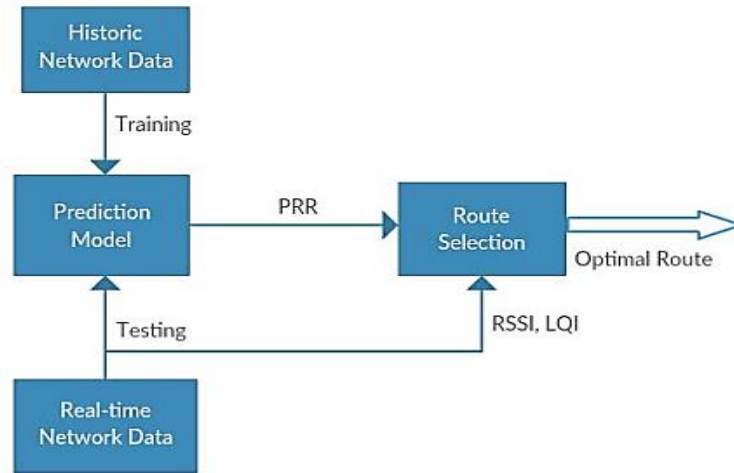 Historic
Network Data
Training
Prediction
Model
PRR
Route
Selection
Optimal Route
Testing
RSSI, LQI
Real-time
Network Data